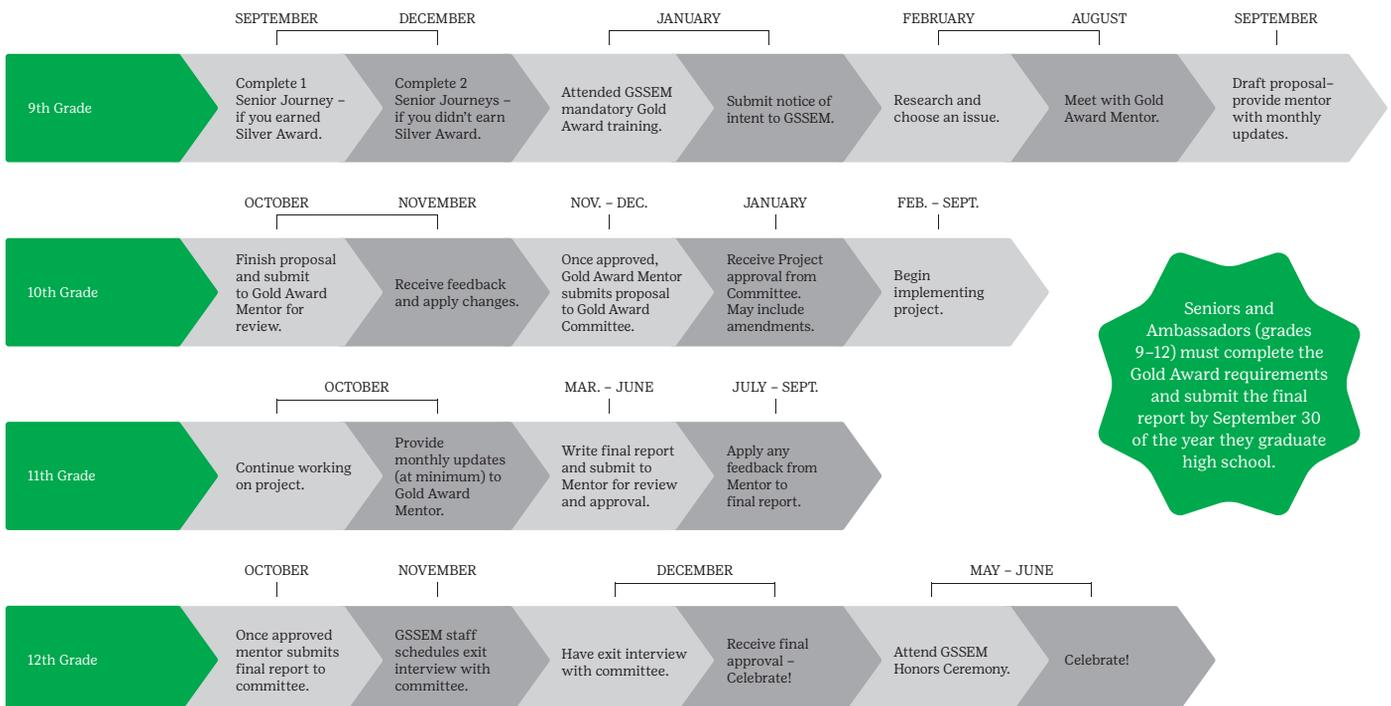 SEPTEMBER
DECEMBER
JANUARY
FEBRUARY
AUGUST
SEPTEMBER
9th Grade
Complete 1
Senior Journey –
if you earned
Silver Award.
Complete 2
Senior Journeys –
if you didn't earn
Silver Award.
Attended GSSEM
mandatory Gold
Award training.
Submit notice of
intent to GSSEM.
Research and
choose an issue.
Meet with Gold
Award Mentor.
Draft proposal–
provide mentor
with monthly
updates.
OCTOBER
NOVEMBER
NOV. – DEC.
JANUARY
FEB. – SEPT.
10th Grade
Finish proposal
and submit
to Gold Award
Mentor for
review.
Receive feedback
and apply changes.
Once approved,
Gold Award Mentor
submits proposal
to Gold Award
Committee.
Receive Project
approval from
Committee.
May include
amendments.
Begin
implementing
project.
Seniors and
Ambassadors (grades
9–12) must complete the
Gold Award requirements
and submit the final
report by September 30
of the year they graduate
high school.
OCTOBER
MAR. – JUNE
JULY – SEPT.
11th Grade
Continue working
on project.
Provide
monthly updates
(at minimum) to
Gold Award
Mentor.
Write final report
and submit to
Mentor for review
and approval.
Apply any
feedback from
Mentor to
final report.
OCTOBER
NOVEMBER
DECEMBER
MAY – JUNE
12th Grade
Once approved
mentor submits
final report to
committee.
GSSEM staff
schedules exit
interview with
committee.
Have exit interview
with committee.
Receive final
approval –
Celebrate!
Attend GSSEM
Honors Ceremony.
Celebrate!